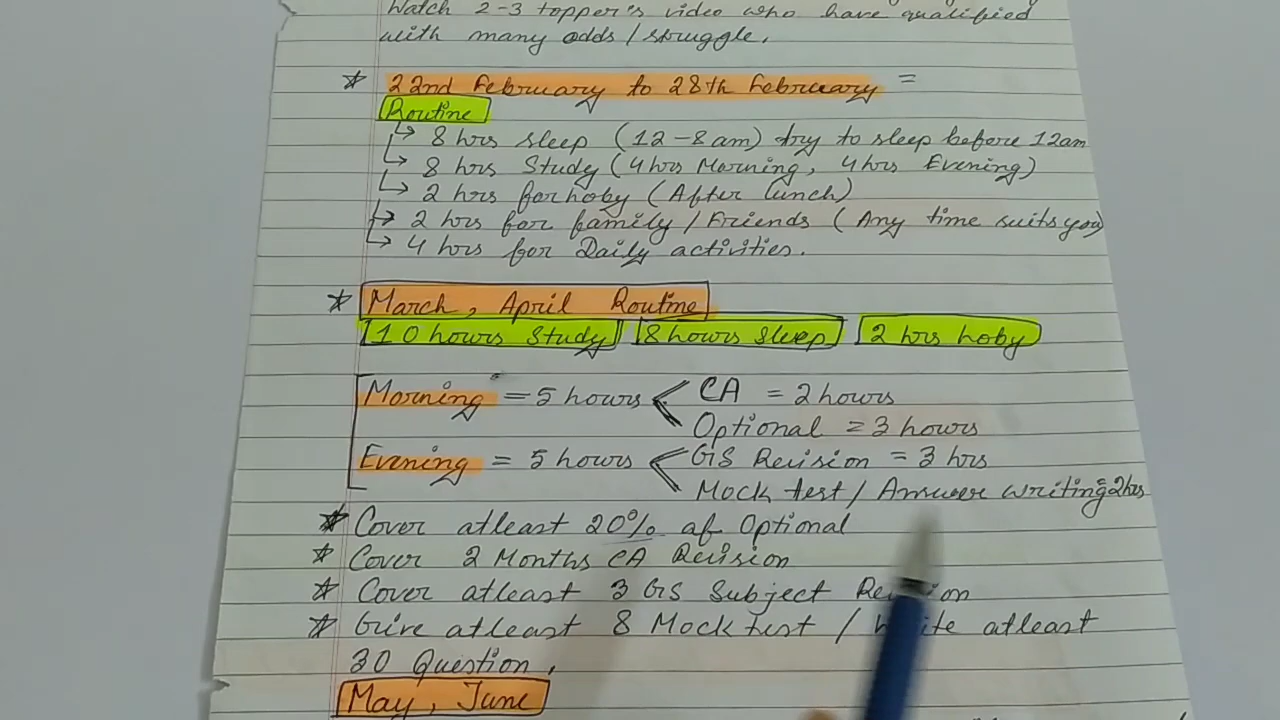 Watch 2-3 topper's video who have qualified
with many odds / struggle.
* 22nd February to 28th February =
Routine
↳ 8 hrs sleep (12-8am) try to sleep before 12am
↳ 8 hrs Study (4hrs Morning, 4hrs Evening)
↳ 2 hrs for hoby (After lunch)
↳ 2 hrs for family / Friends (Any time suits you)
↳ 4 hrs for Daily activities.
* March, April Routine
10 hours Study 8 hours Sleep 2 hrs hoby
Morning = 5 hours < CA = 2 hours
Optional = 3 hours
Evening = 5 hours < GS Revision = 3 hrs
Mock test / Answer writing = 2hrs
* Cover atleast 20% of Optional
* Cover 2 Months CA Revision
* Cover atleast 3 GS Subject
* Give atleast 8 Mock test / atleast
30 Question.
May, June